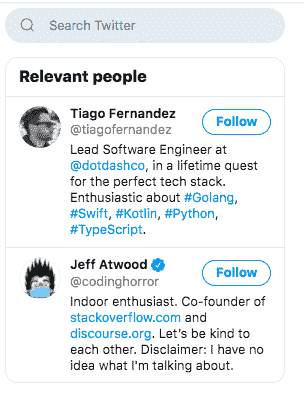 Search Twitter
Relevant people
Tiago Fernandez
Follow
@tiagofernandez
Lead Software Engineer at
@dotdashco, in a lifetime quest
for the perfect tech stack.
Enthusiastic about #Golang,
#Swift, #Kotlin, #Python,
#TypeScript.
Jeff Atwood
Follow
@codinghorror
Indoor enthusiast. Co-founder of
stackoverflow.com and
discourse.org. Let's be kind to
each other. Disclaimer: I have no
idea what I'm talking about.